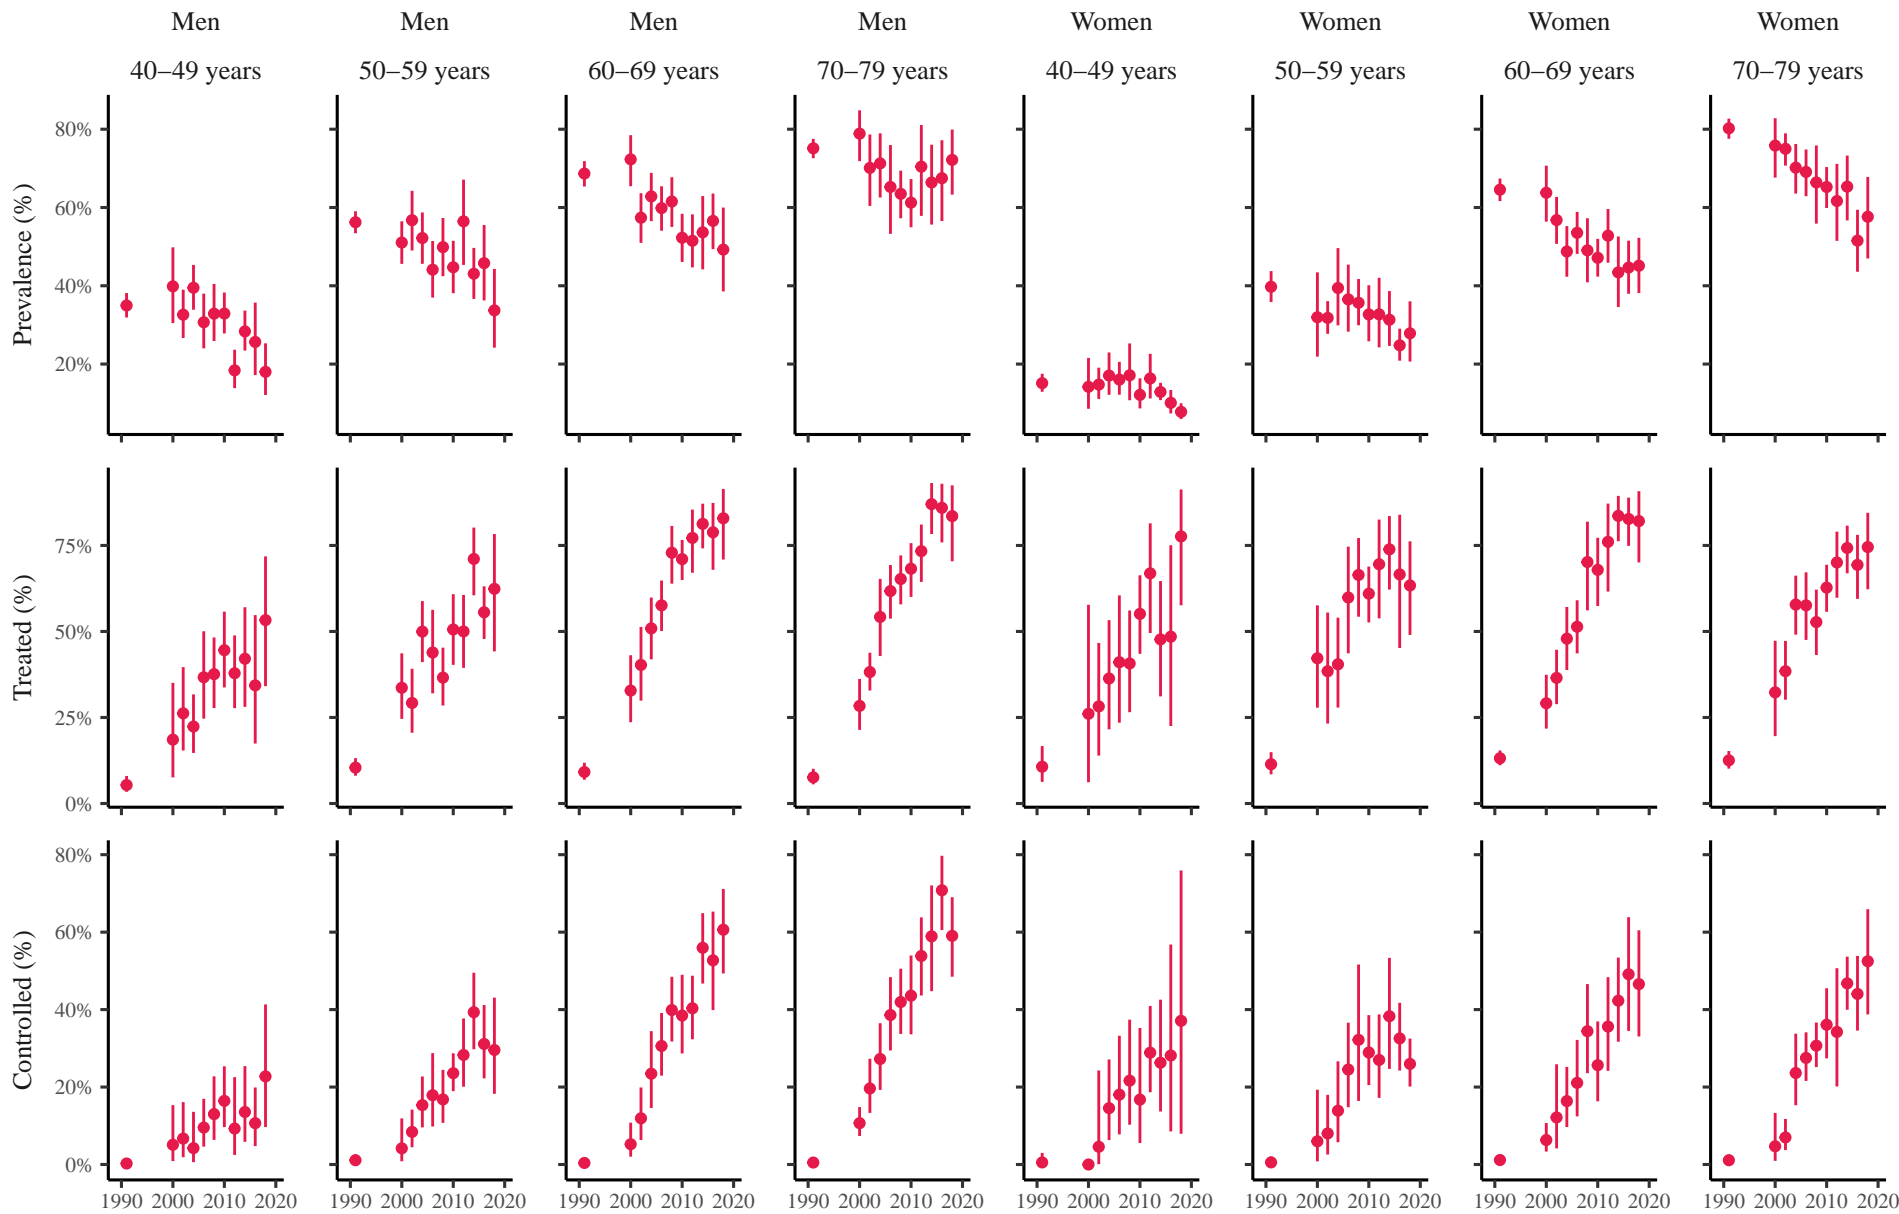 Men Men Men Men Women Women Women Women
40–49 years 50–59 years 60–69 years 70–79 years 40–49 years 50–59 years 60–69 years 70–79 years
Prevalence (%)
80%
60%
40%
20%
Treated (%)
75%
50%
25%
0%
Controlled (%)
80%
60%
40%
20%
0%
1990 2000 2010 2020 1990 2000 2010 2020 1990 2000 2010 2020 1990 2000 2010 2020 1990 2000 2010 2020 1990 2000 2010 2020 1990 2000 2010 2020 1990 2000 2010 2020